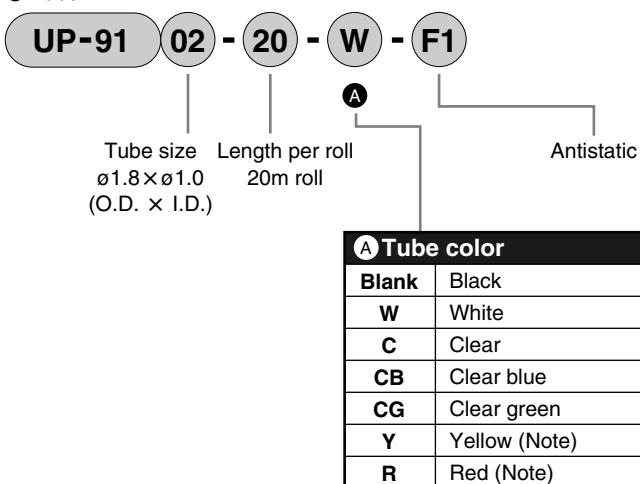 UP-91 02 - 20 - W - F1
A
Tube size
ø1.8×ø1.0
(O.D. × I.D.)
Length per roll
20m roll
Antistatic
A Tube color
Blank Black
W White
C Clear
CB Clear blue
CG Clear green
Y Yellow (Note)
R Red (Note)